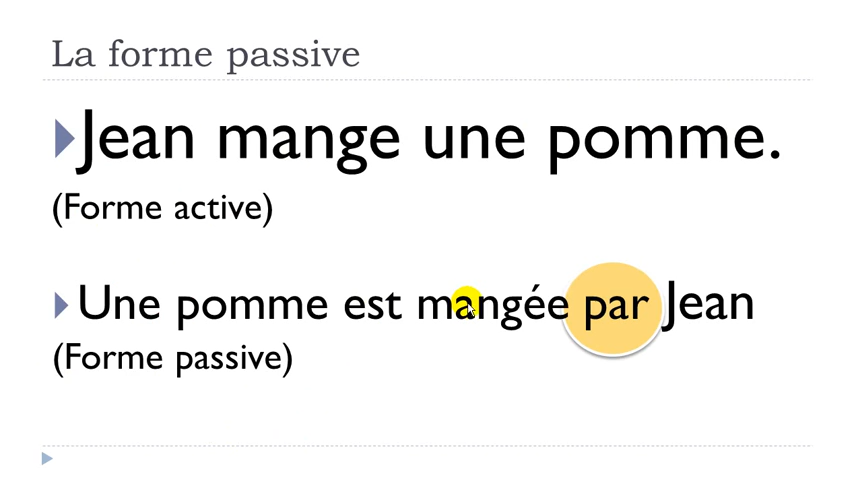 La forme passive
Jean mange une pomme.
(Forme active)
Une pomme est mangée par Jean
(Forme passive)